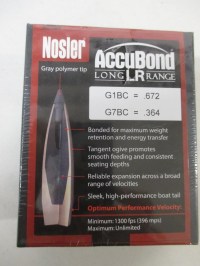 Nosler
Gray polymer tip
AccuBond
LONG LR RANGE
G1BC = .672
G7BC = .364
Bonded for maximum weight
retention and energy transfer
Tangent ogive promotes
smooth feeding and consistent
seating depths
Reliable expansion across a broad
range of velocities
Sleek, high-performance boat tail
Optimum Performance Velocity:
Minimum: 1300 fps (396 mps)
Maximum: Unlimited